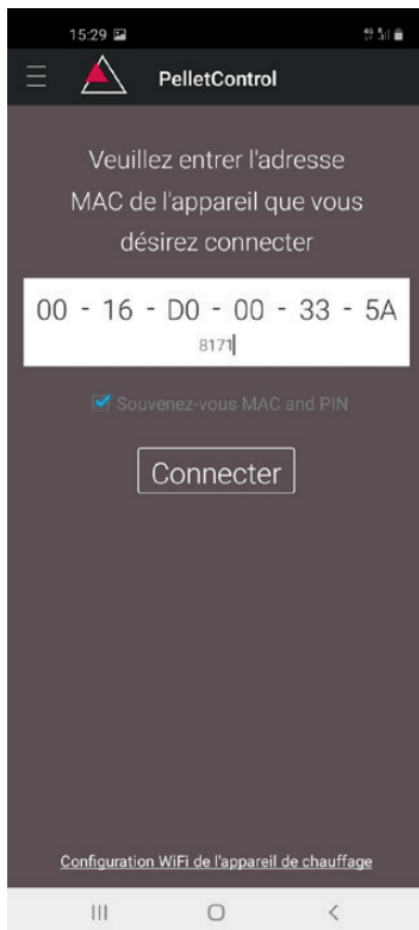 15:29
PelletControl
Veuillez entrer l'adresse
MAC de l'appareil que vous
désirez connecter
00 - 16 - D0 - 00 - 33 - 5A
8171
Souvenez-vous MAC and PIN
Connecter
Configuration WiFi de l'appareil de chauffage